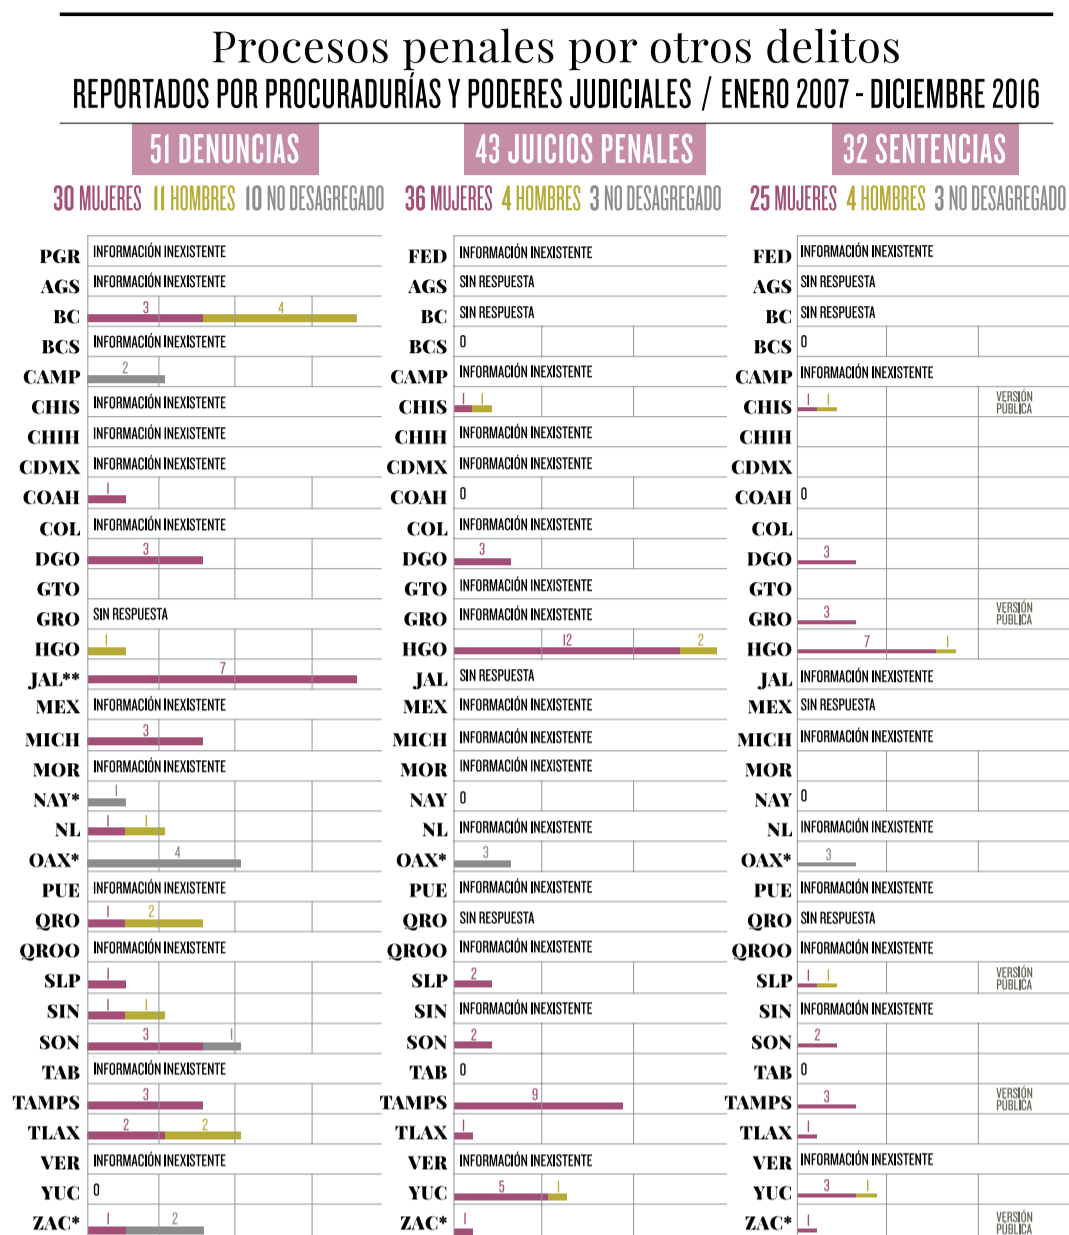 Procesos penales por otros delitos
REPORTADOS POR PROCURADURÍAS Y PODERES JUDICIALES / ENERO 2007 - DICIEMBRE 2016
51 DENUNCIAS
30 MUJERES 11 HOMBRES 10 NO DESAGREGADO
PGR INFORMACIÓN INEXISTENTE
AGS INFORMACIÓN INEXISTENTE
BC 3 4
BCS INFORMACIÓN INEXISTENTE
CAMP 2
CHIS INFORMACIÓN INEXISTENTE
CHIH INFORMACIÓN INEXISTENTE
CDMX INFORMACIÓN INEXISTENTE
COAH 1
COL INFORMACIÓN INEXISTENTE
DGO 3
GTO
GRO SIN RESPUESTA
HGO 1
JAL** 7
MEX INFORMACIÓN INEXISTENTE
MICH 3
MOR INFORMACIÓN INEXISTENTE
NAY* 1
NL 1 1
OAX* 4
PUE INFORMACIÓN INEXISTENTE
QRO 1 2
QROO INFORMACIÓN INEXISTENTE
SLP 1
SIN 1 1
SON 3 1
TAB INFORMACIÓN INEXISTENTE
TAMPS 3
TLAX 2 2
VER INFORMACIÓN INEXISTENTE
YUC 0
ZAC* 1 2
43 JUICIOS PENALES
36 MUJERES 4 HOMBRES 3 NO DESAGREGADO
FED INFORMACIÓN INEXISTENTE
AGS SIN RESPUESTA
BC SIN RESPUESTA
BCS 0
CAMP INFORMACIÓN INEXISTENTE
CHIS 1 1
CHIH INFORMACIÓN INEXISTENTE
CDMX INFORMACIÓN INEXISTENTE
COAH 0
COL INFORMACIÓN INEXISTENTE
DGO 3
GTO INFORMACIÓN INEXISTENTE
GRO INFORMACIÓN INEXISTENTE
HGO 12 2
JAL SIN RESPUESTA
MEX INFORMACIÓN INEXISTENTE
MICH INFORMACIÓN INEXISTENTE
MOR INFORMACIÓN INEXISTENTE
NAY 0
NL INFORMACIÓN INEXISTENTE
OAX* 3
PUE INFORMACIÓN INEXISTENTE
QRO SIN RESPUESTA
QROO INFORMACIÓN INEXISTENTE
SLP 2
SIN INFORMACIÓN INEXISTENTE
SON 2
TAB 0
TAMPS 9
TLAX 1
VER INFORMACIÓN INEXISTENTE
YUC 5 1
ZAC* 1
32 SENTENCIAS
25 MUJERES 4 HOMBRES 3 NO DESAGREGADO
FED INFORMACIÓN INEXISTENTE
AGS SIN RESPUESTA
BC SIN RESPUESTA
BCS 0
CAMP INFORMACIÓN INEXISTENTE
CHIS 1 1 VERSIÓN PÚBLICA
CHIH
CDMX
COAH 0
COL
DGO 3
GTO
GRO 3 VERSIÓN PÚBLICA
HGO 7 1
JAL INFORMACIÓN INEXISTENTE
MEX SIN RESPUESTA
MICH INFORMACIÓN INEXISTENTE
MOR
NAY 0
NL INFORMACIÓN INEXISTENTE
OAX* 3
PUE INFORMACIÓN INEXISTENTE
QRO SIN RESPUESTA
QROO INFORMACIÓN INEXISTENTE
SLP 1 1 VERSIÓN PÚBLICA
SIN INFORMACIÓN INEXISTENTE
SON 2
TAB 0
TAMPS 3 VERSIÓN PÚBLICA
TLAX 1
VER INFORMACIÓN INEXISTENTE
YUC 3 1
ZAC* 1 VERSIÓN PÚBLICA